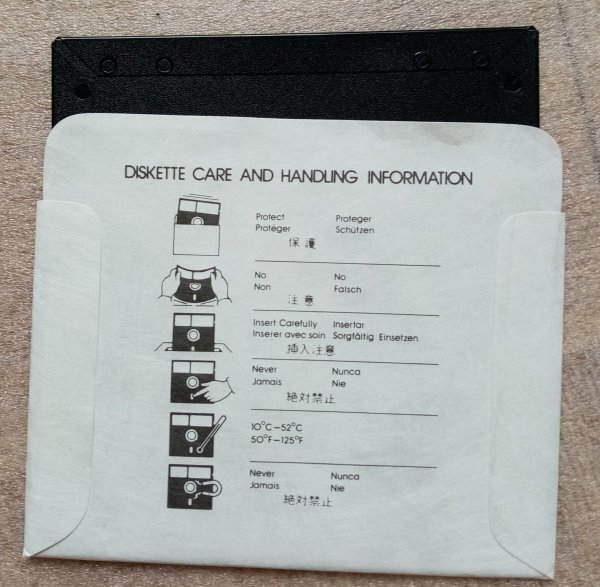 DISKETTE CARE AND HANDLING INFORMATION
Protect Proteger
Protéger Schützen
保護
No No
Non Falsch
注意
Insert Carefully Insertar
Inserer avec soin Sorgfältig Einsetzen
挿入注意
Never Nunca
Jamais Nie
絶対禁止
10°C–52°C
50°F–125°F
Never Nunca
Jamais Nie
絶対禁止